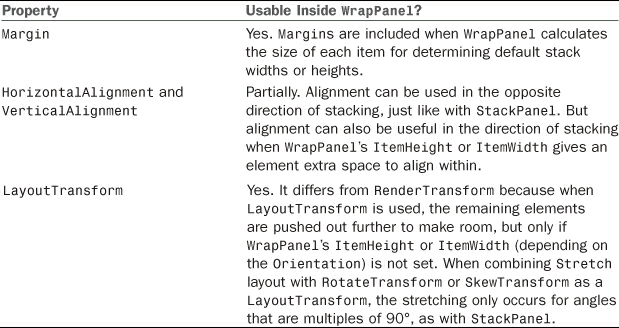 Property
Usable Inside WrapPanel?
Margin
Yes. Margins are included when WrapPanel calculates
the size of each item for determining default stack
widths or heights.
HorizontalAlignment and
VerticalAlignment
Partially. Alignment can be used in the opposite
direction of stacking, just like with StackPanel. But
alignment can also be useful in the direction of stacking
when WrapPanel's ItemHeight or ItemWidth gives an
element extra space to align within.
LayoutTransform
Yes. It differs from RenderTransform because when
LayoutTransform is used, the remaining elements
are pushed out further to make room, but only if
WrapPanel's ItemHeight or ItemWidth (depending on
the Orientation) is not set. When combining Stretch
layout with RotateTransform or SkewTransform as a
LayoutTransform, the stretching only occurs for angles
that are multiples of 90°, as with StackPanel.